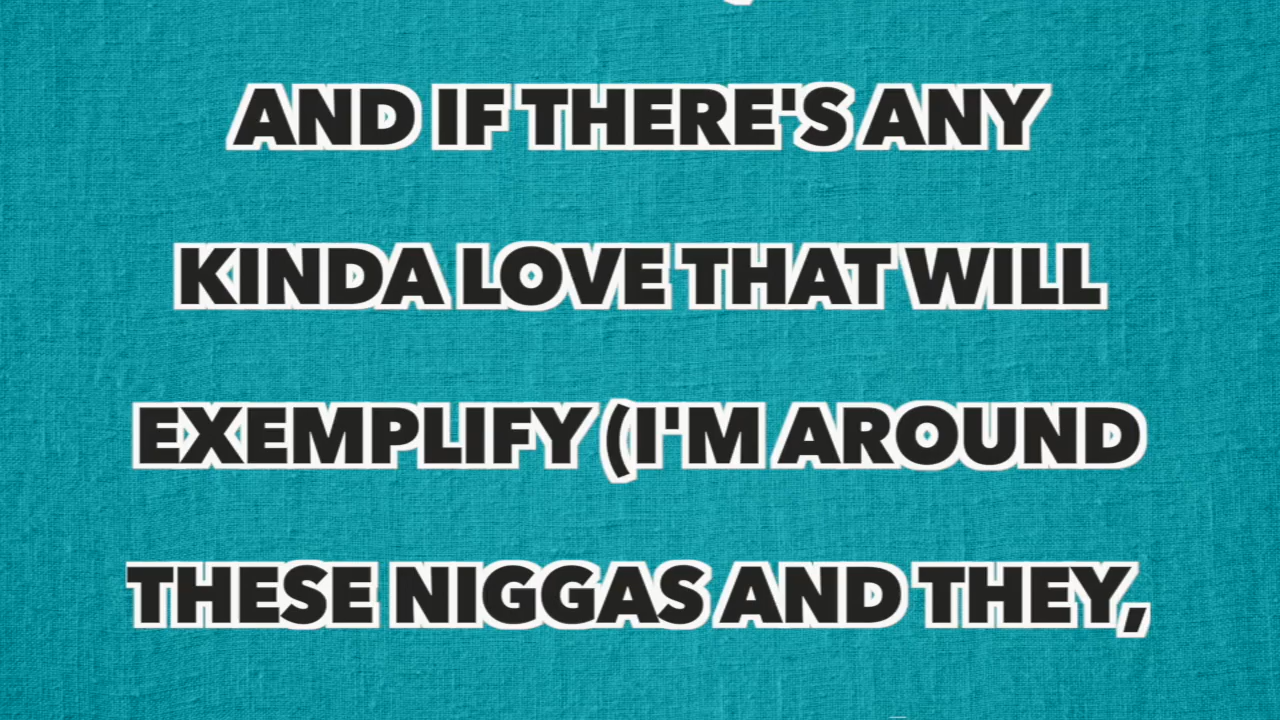 AND IF THERE'S ANY
KINDA LOVE THAT WILL
EXEMPLIFY (I'M AROUND
THESE NIGGAS AND THEY,